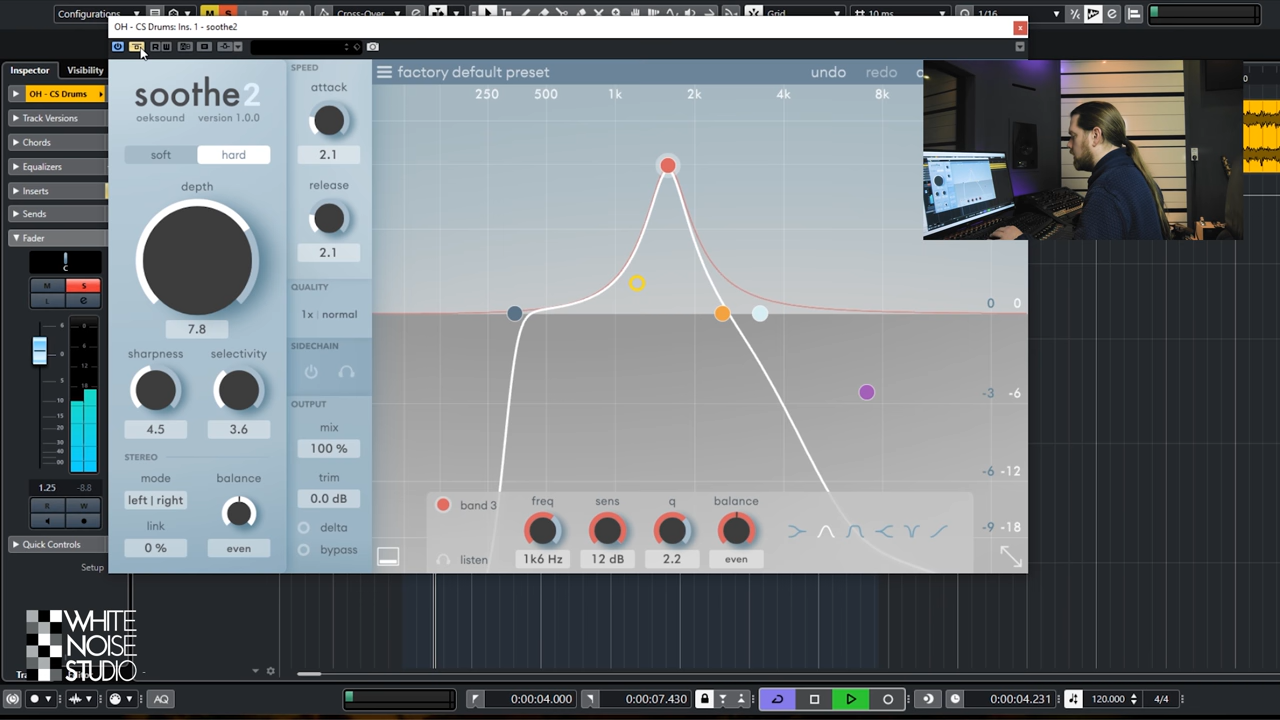 Configurations
M S R W A
Cross-Over
Grid
10 ms
1/16
OH - CS Drums: Ins. 1 - soothe2
Inspector
Visibility
OH - CS Drums
Track Versions
Chords
Equalizers
Inserts
Sends
Fader
C
M S
L e
1.25 -8.8
R W
Quick Controls
Setup
soothe2
oeksound version 1.0.0
soft hard
depth
7.8
sharpness selectivity
4.5 3.6
STEREO
mode balance
left | right
link
0 % even
SPEED
attack
2.1
release
2.1
QUALITY
1x normal
SIDECHAIN
OUTPUT
mix
100 %
trim
0.0 dB
delta
bypass
factory default preset
undo redo
250 500 1k 2k 4k 8k
0 0
-3 -6
-6 -12
-9 -18
band 3 freq sens q balance
listen 1k6 Hz 12 dB 2.2 even
WHITE
NOISE
STUDIO
AQ
0:00:04.000
0:00:07.430
0:00:04.231
120.000
4/4